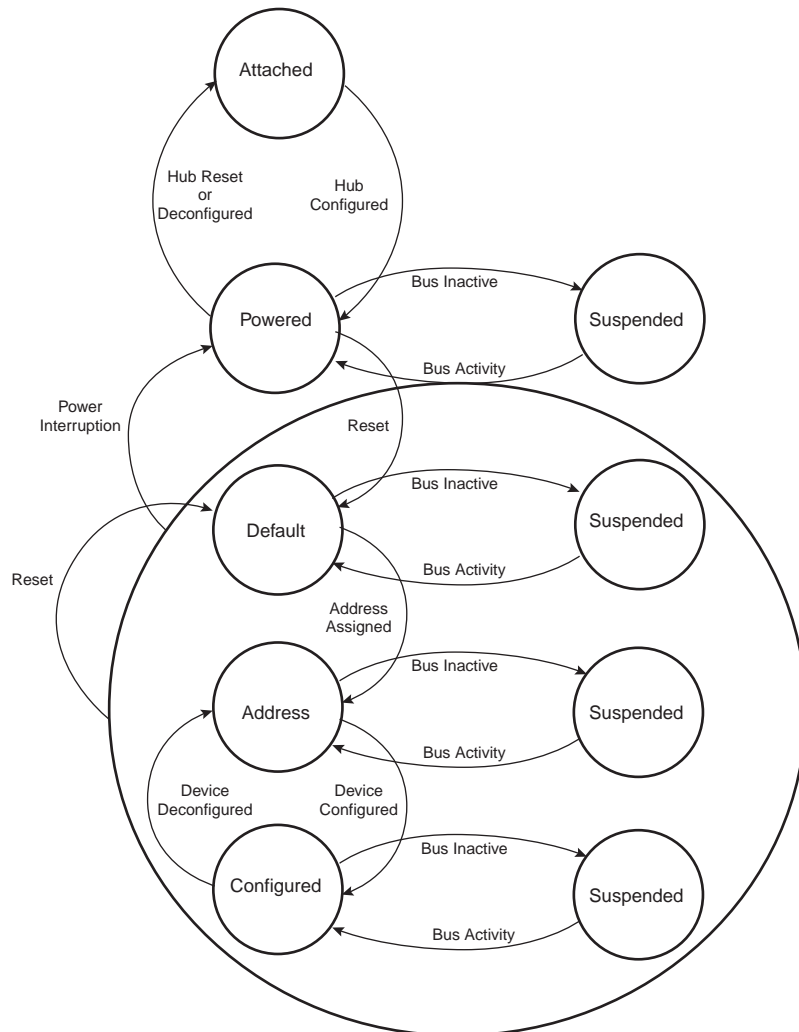 Attached
Hub Reset
or
Deconfigured
Hub
Configured
Bus Inactive
Powered
Suspended
Bus Activity
Power
Interruption
Reset
Bus Inactive
Default
Suspended
Bus Activity
Reset
Address
Assigned
Bus Inactive
Address
Suspended
Bus Activity
Device
Deconfigured
Device
Configured
Bus Inactive
Configured
Suspended
Bus Activity